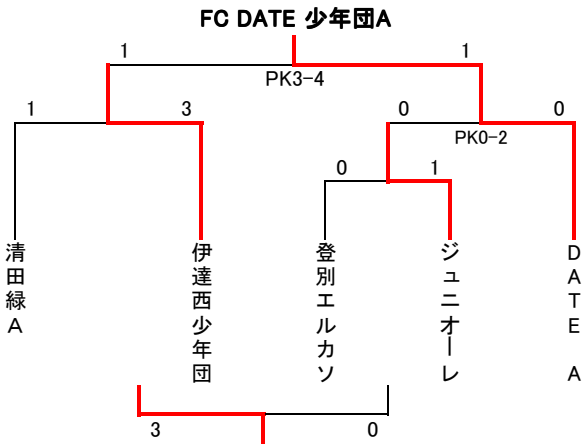 FC DATE 少年団A
1 1
PK3-4
1 3 0 0
PK0-2
0 1
清田緑A
伊達西少年団
登別エルカソ
ジュニオーレ
DATE A
3 0